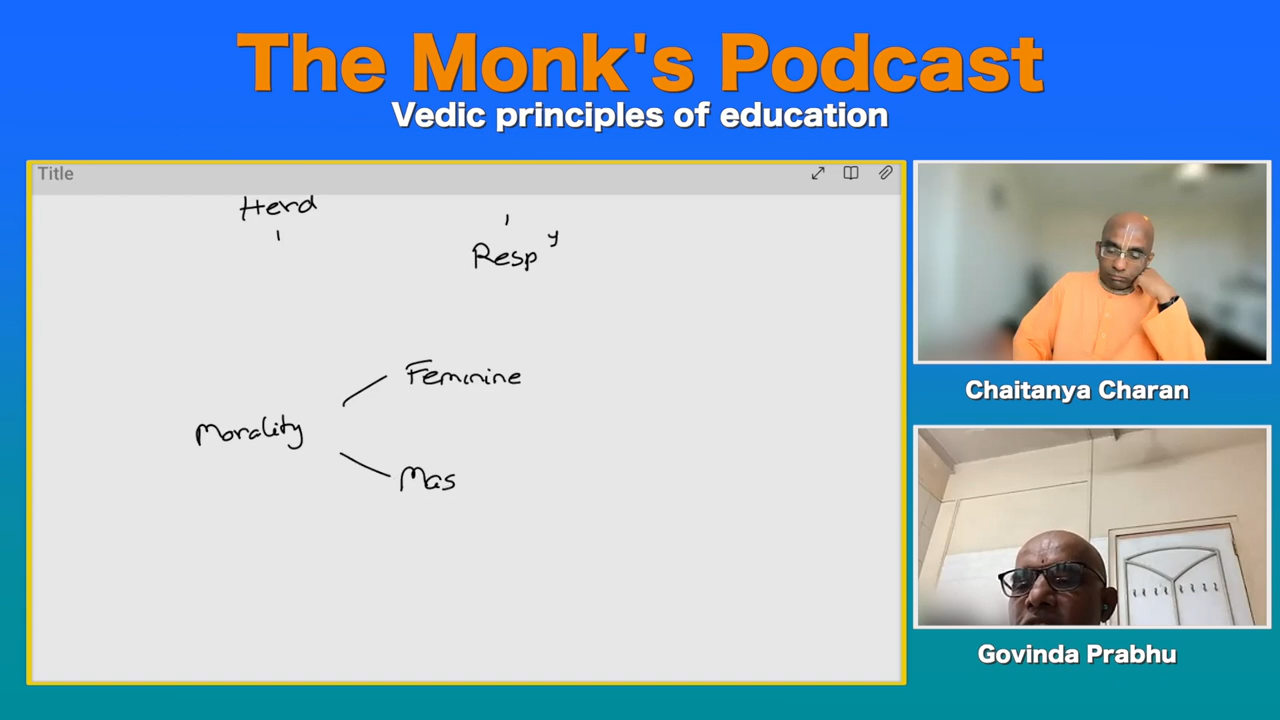 The Monk's Podcast
Vedic principles of education
Title
Herd
Resp y
Feminine
Morality
Mas
Chaitanya Charan
Govinda Prabhu